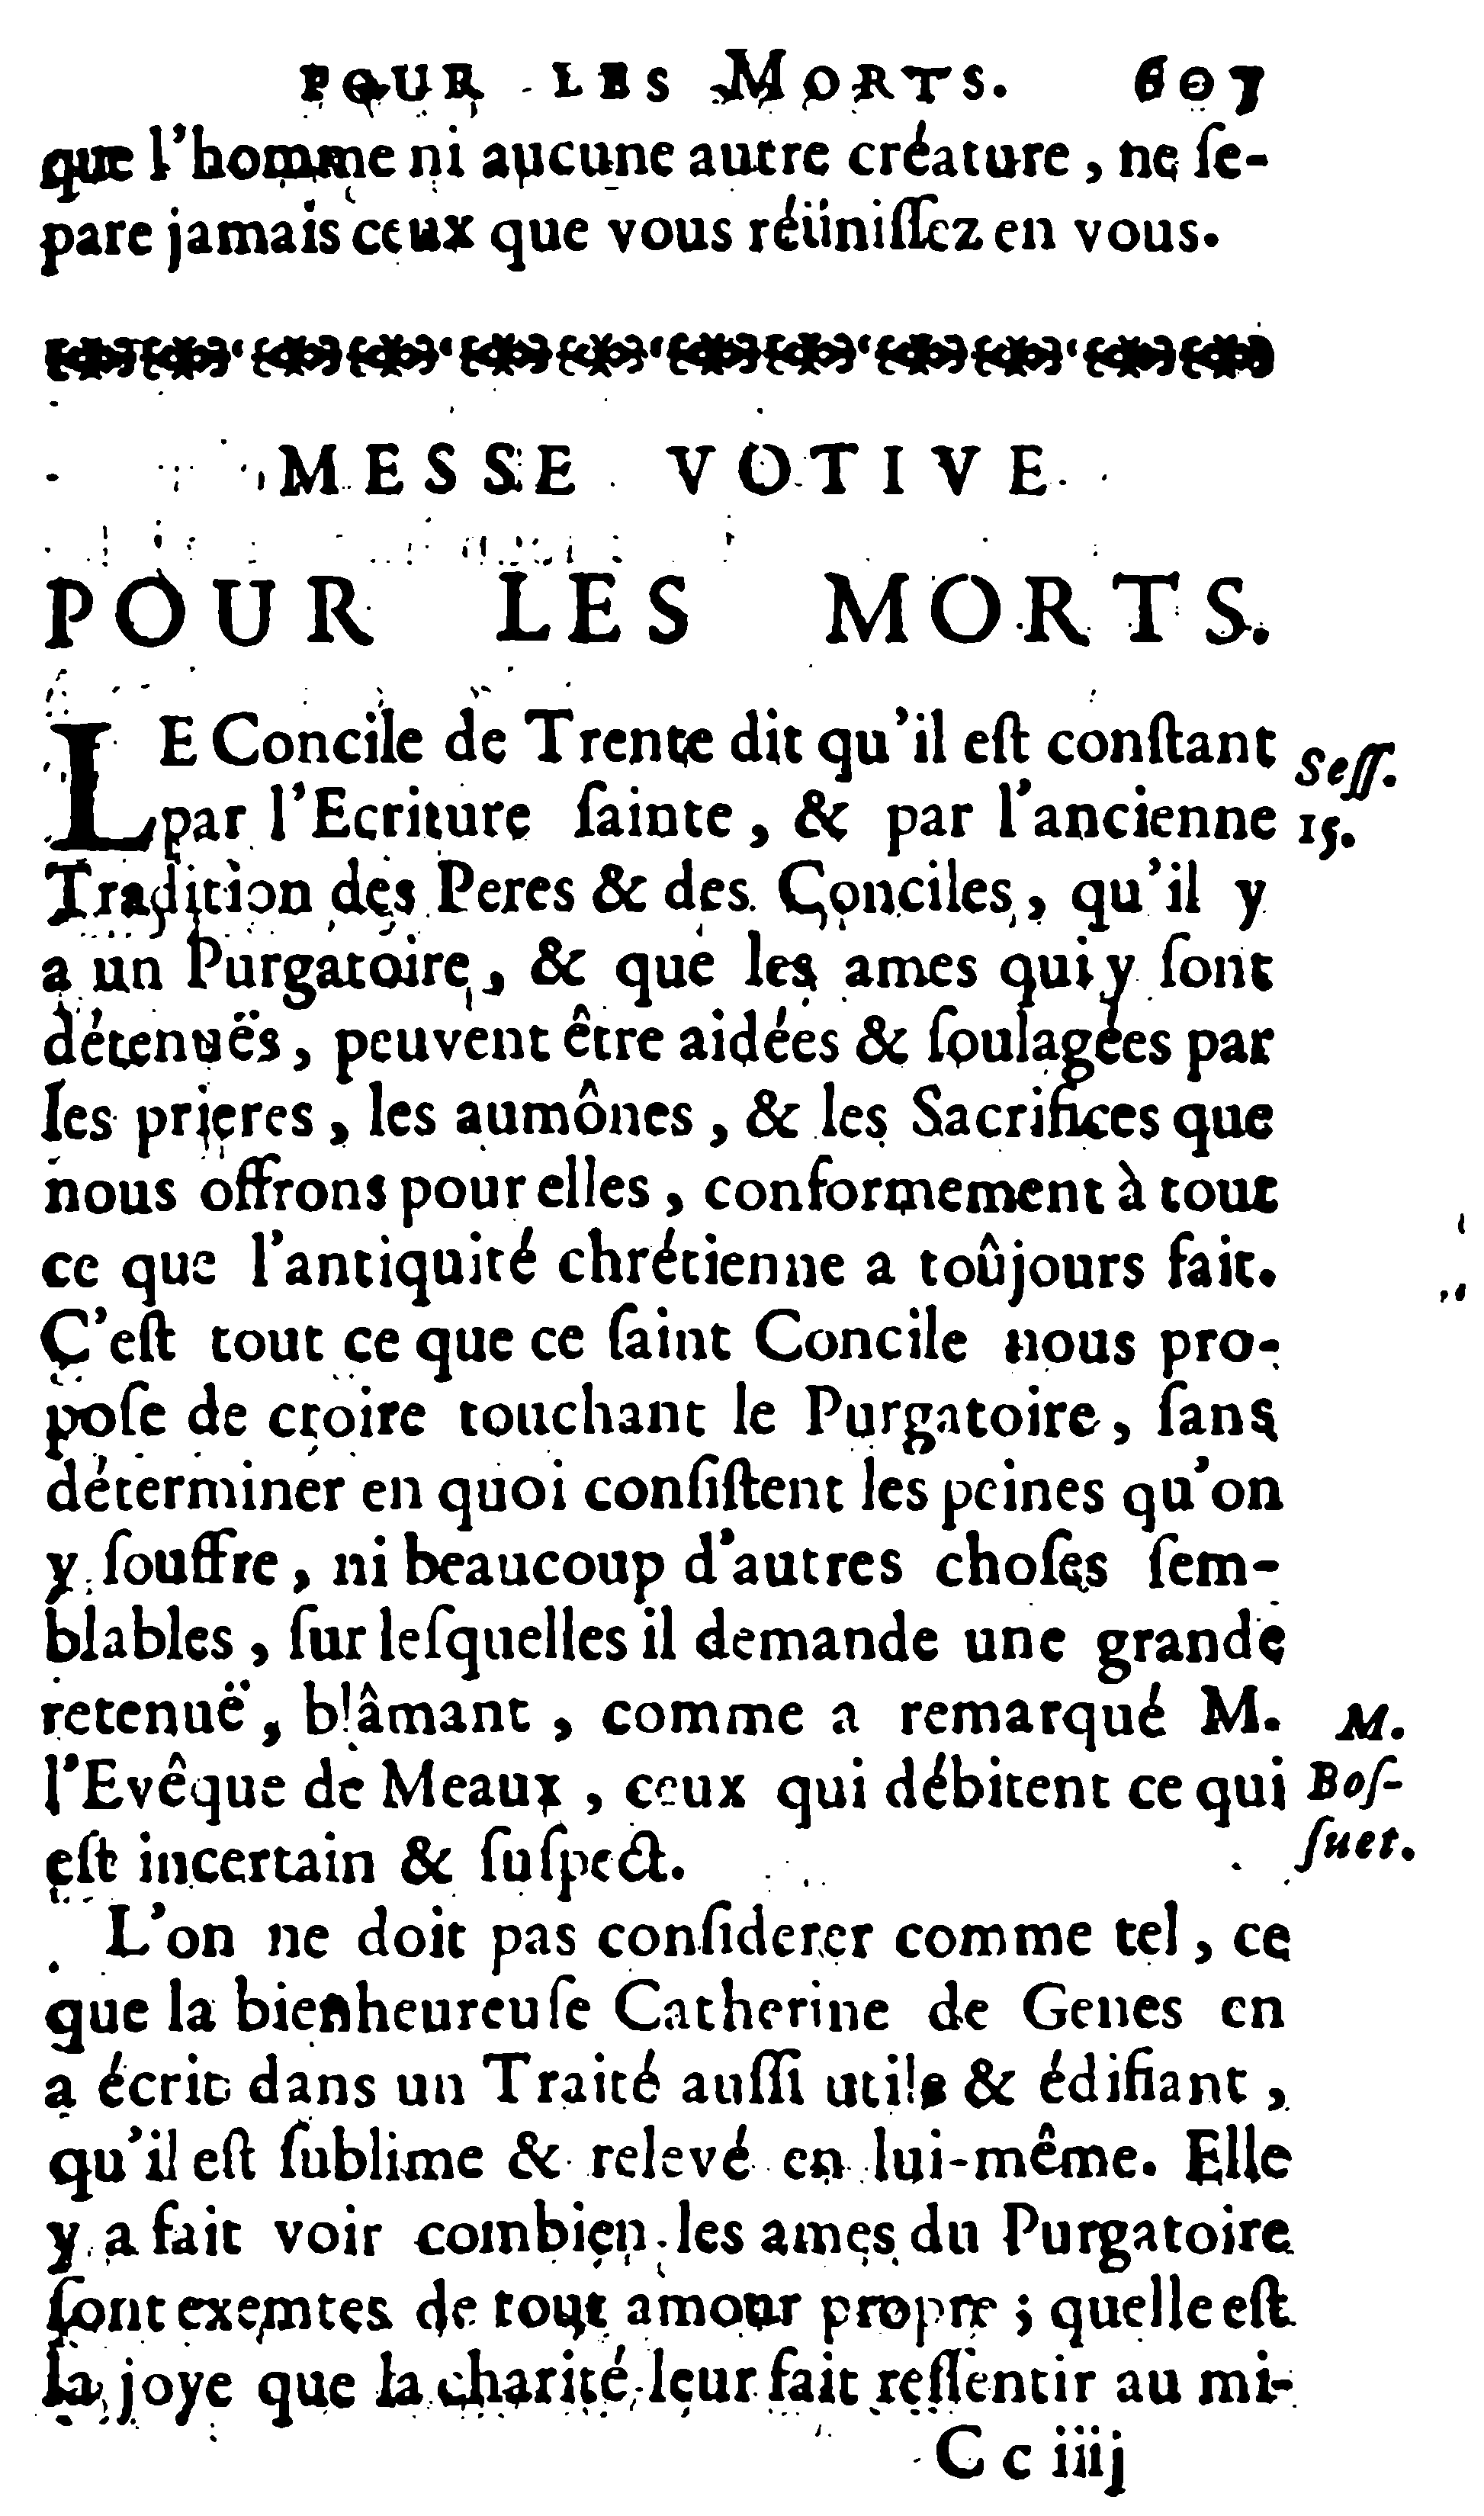 POUR LES MORTS. 607
que l'homme ni aucune autre créature, ne ſe-
pare jamais ceux que vous réüniſſez en vous.
MESSE VOTIVE
POUR LES MORTS.
LE Concile de Trente dit qu'il eſt conſtant
Seſſ.
par l'Ecriture ſainte, & par l'ancienne
15.
Tradition des Peres & des Conciles, qu'il y
a un Purgatoire, & que les ames qui y ſont
détenuës, peuvent être aidées & ſoulagées par
les prieres, les aumônes, & les Sacrifices que
nous offrons pour elles, conformement à tout
ce que l'antiquité chrétienne a toûjours fait.
C'eſt tout ce que ce ſaint Concile nous pro-
poſe de croire touchant le Purgatoire, ſans
déterminer en quoi conſiſtent les peines qu'on
y ſouffre, ni beaucoup d'autres choſes ſem-
blables, ſur leſquelles il demande une grande
retenuë, blâmant, comme a remarqué M.
M.
l'Evêque de Meaux, ceux qui débitent ce qui
Boſ-
eſt incertain & ſuſpect.
ſuet.
L'on ne doit pas conſiderer comme tel, ce
que la bienheureuſe Catherine de Genes en
a écrit dans un Traité auſſi utile & édifiant,
qu'il eſt ſublime & relevé en lui-même. Elle
y a fait voir combien les ames du Purgatoire
ſont exemtes de tout amour propre; quelle eſt
la joye que la charité leur fait reſſentir au mi-
C c iiij